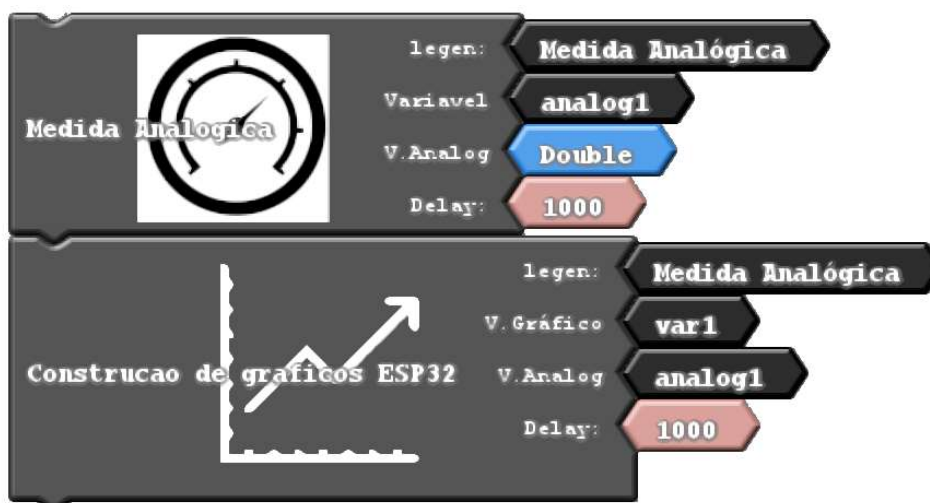 legen: Medida Analógica
Variavel analog1
Medida Analogica
V.Analog Double
Delay: 1000
legen: Medida Analógica
V.Gráfico var1
Construcao de graficos ESP32
V.Analog analog1
Delay: 1000